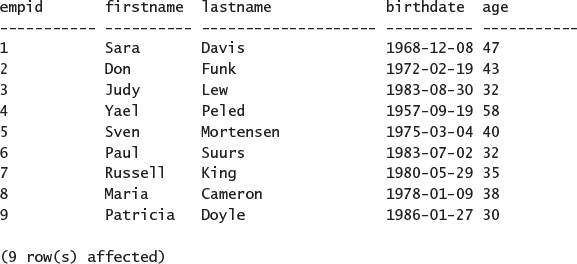 empid       firstname  lastname             birthdate  age
----------- ---------- -------------------- ---------- -----------
1           Sara       Davis                1968-12-08 47
2           Don        Funk                 1972-02-19 43
3           Judy       Lew                  1983-08-30 32
4           Yael       Peled                1957-09-19 58
5           Sven       Mortensen            1975-03-04 40
6           Paul       Suurs                1983-07-02 32
7           Russell    King                 1980-05-29 35
8           Maria      Cameron              1978-01-09 38
9           Patricia   Doyle                1986-01-27 30
(9 row(s) affected)